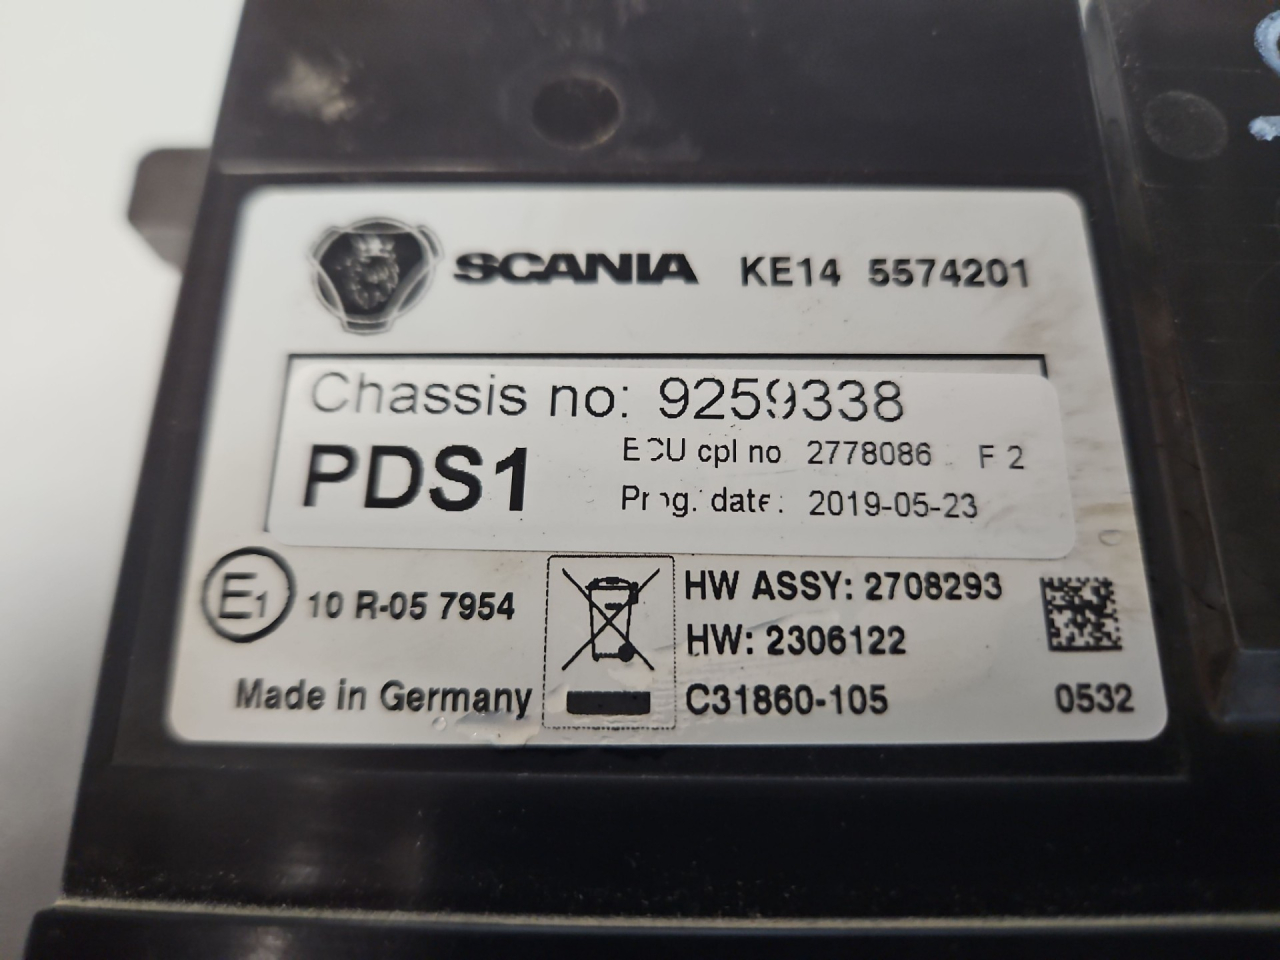 SCANIA KE14 5574201
Chassis no: 9259338
PDS1 ECU cpl no 2778086 F 2
Prog. date: 2019-05-23
E1 10 R-05 7954
HW ASSY: 2708293
HW: 2306122
Made in Germany C31860-105 0532